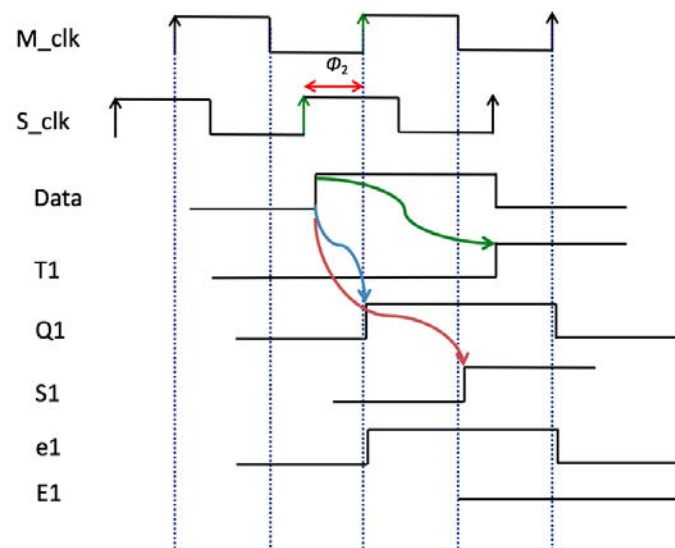 M_clk
Φ₂
S_clk
Data
T1
Q1
S1
e1
E1